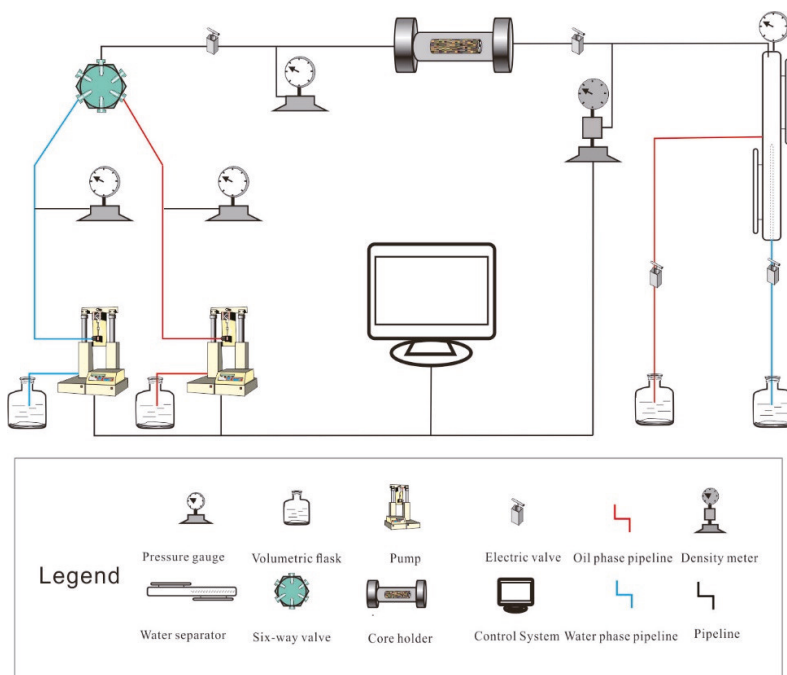 Legend
Pressure gauge
Volumetric flask
Pump
Electric valve
Oil phase pipeline
Density meter
Water separator
Six-way valve
Core holder
Control System
Water phase pipeline
Pipeline